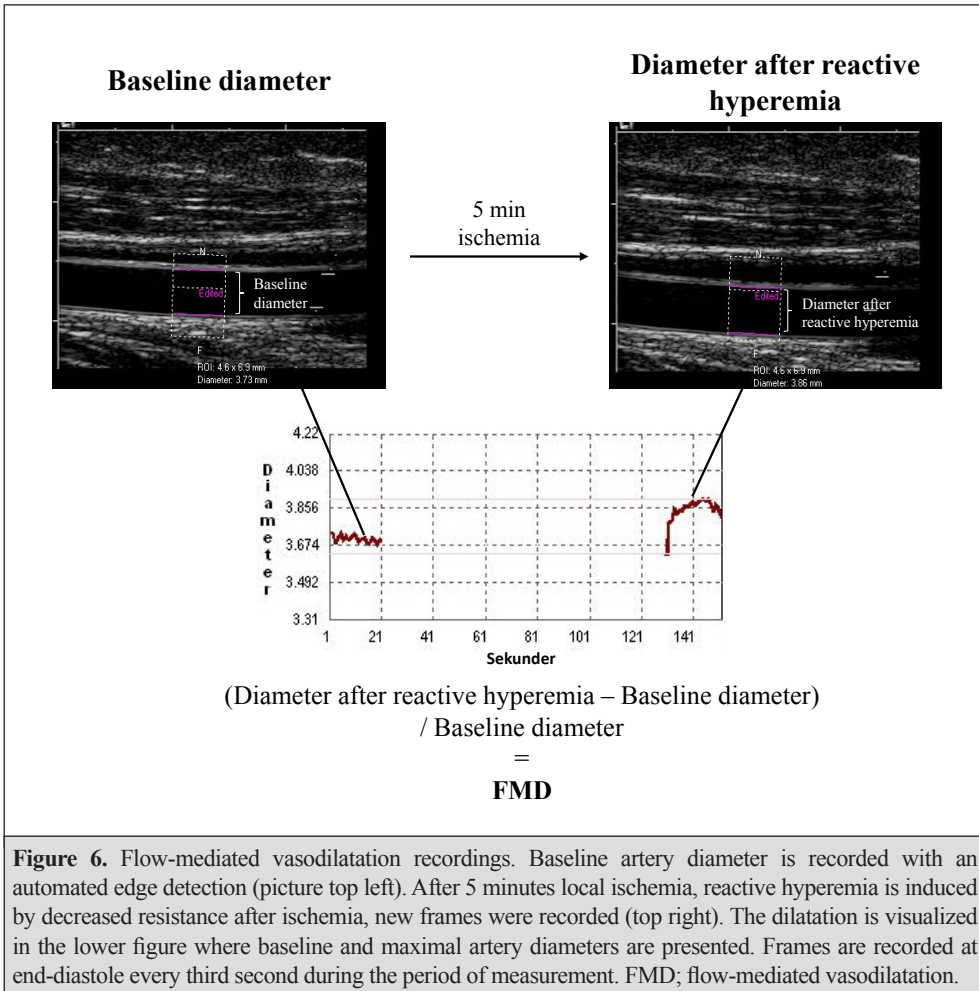 Baseline diameter
Diameter after reactive
hyperemia
N
Edited
Baseline
diameter
F
ROI: 4.6 x 6.9 mm
Diameter: 3.73 mm
5 min
ischemia
N
Edited
Diameter after
reactive hyperemia
F
ROI: 4.6 x 6.9 mm
Diameter: 3.86 mm
Diameter
4.22
4.038
3.856
3.674
3.492
3.31
1 21 41 61 81 101 121 141
Sekunder
(Diameter after reactive hyperemia – Baseline diameter)
/ Baseline diameter
=
FMD
Figure 6. Flow-mediated vasodilatation recordings. Baseline artery diameter is recorded with an
automated edge detection (picture top left). After 5 minutes local ischemia, reactive hyperemia is induced
by decreased resistance after ischemia, new frames were recorded (top right). The dilatation is visualized
in the lower figure where baseline and maximal artery diameters are presented. Frames are recorded at
end-diastole every third second during the period of measurement. FMD; flow-mediated vasodilatation.